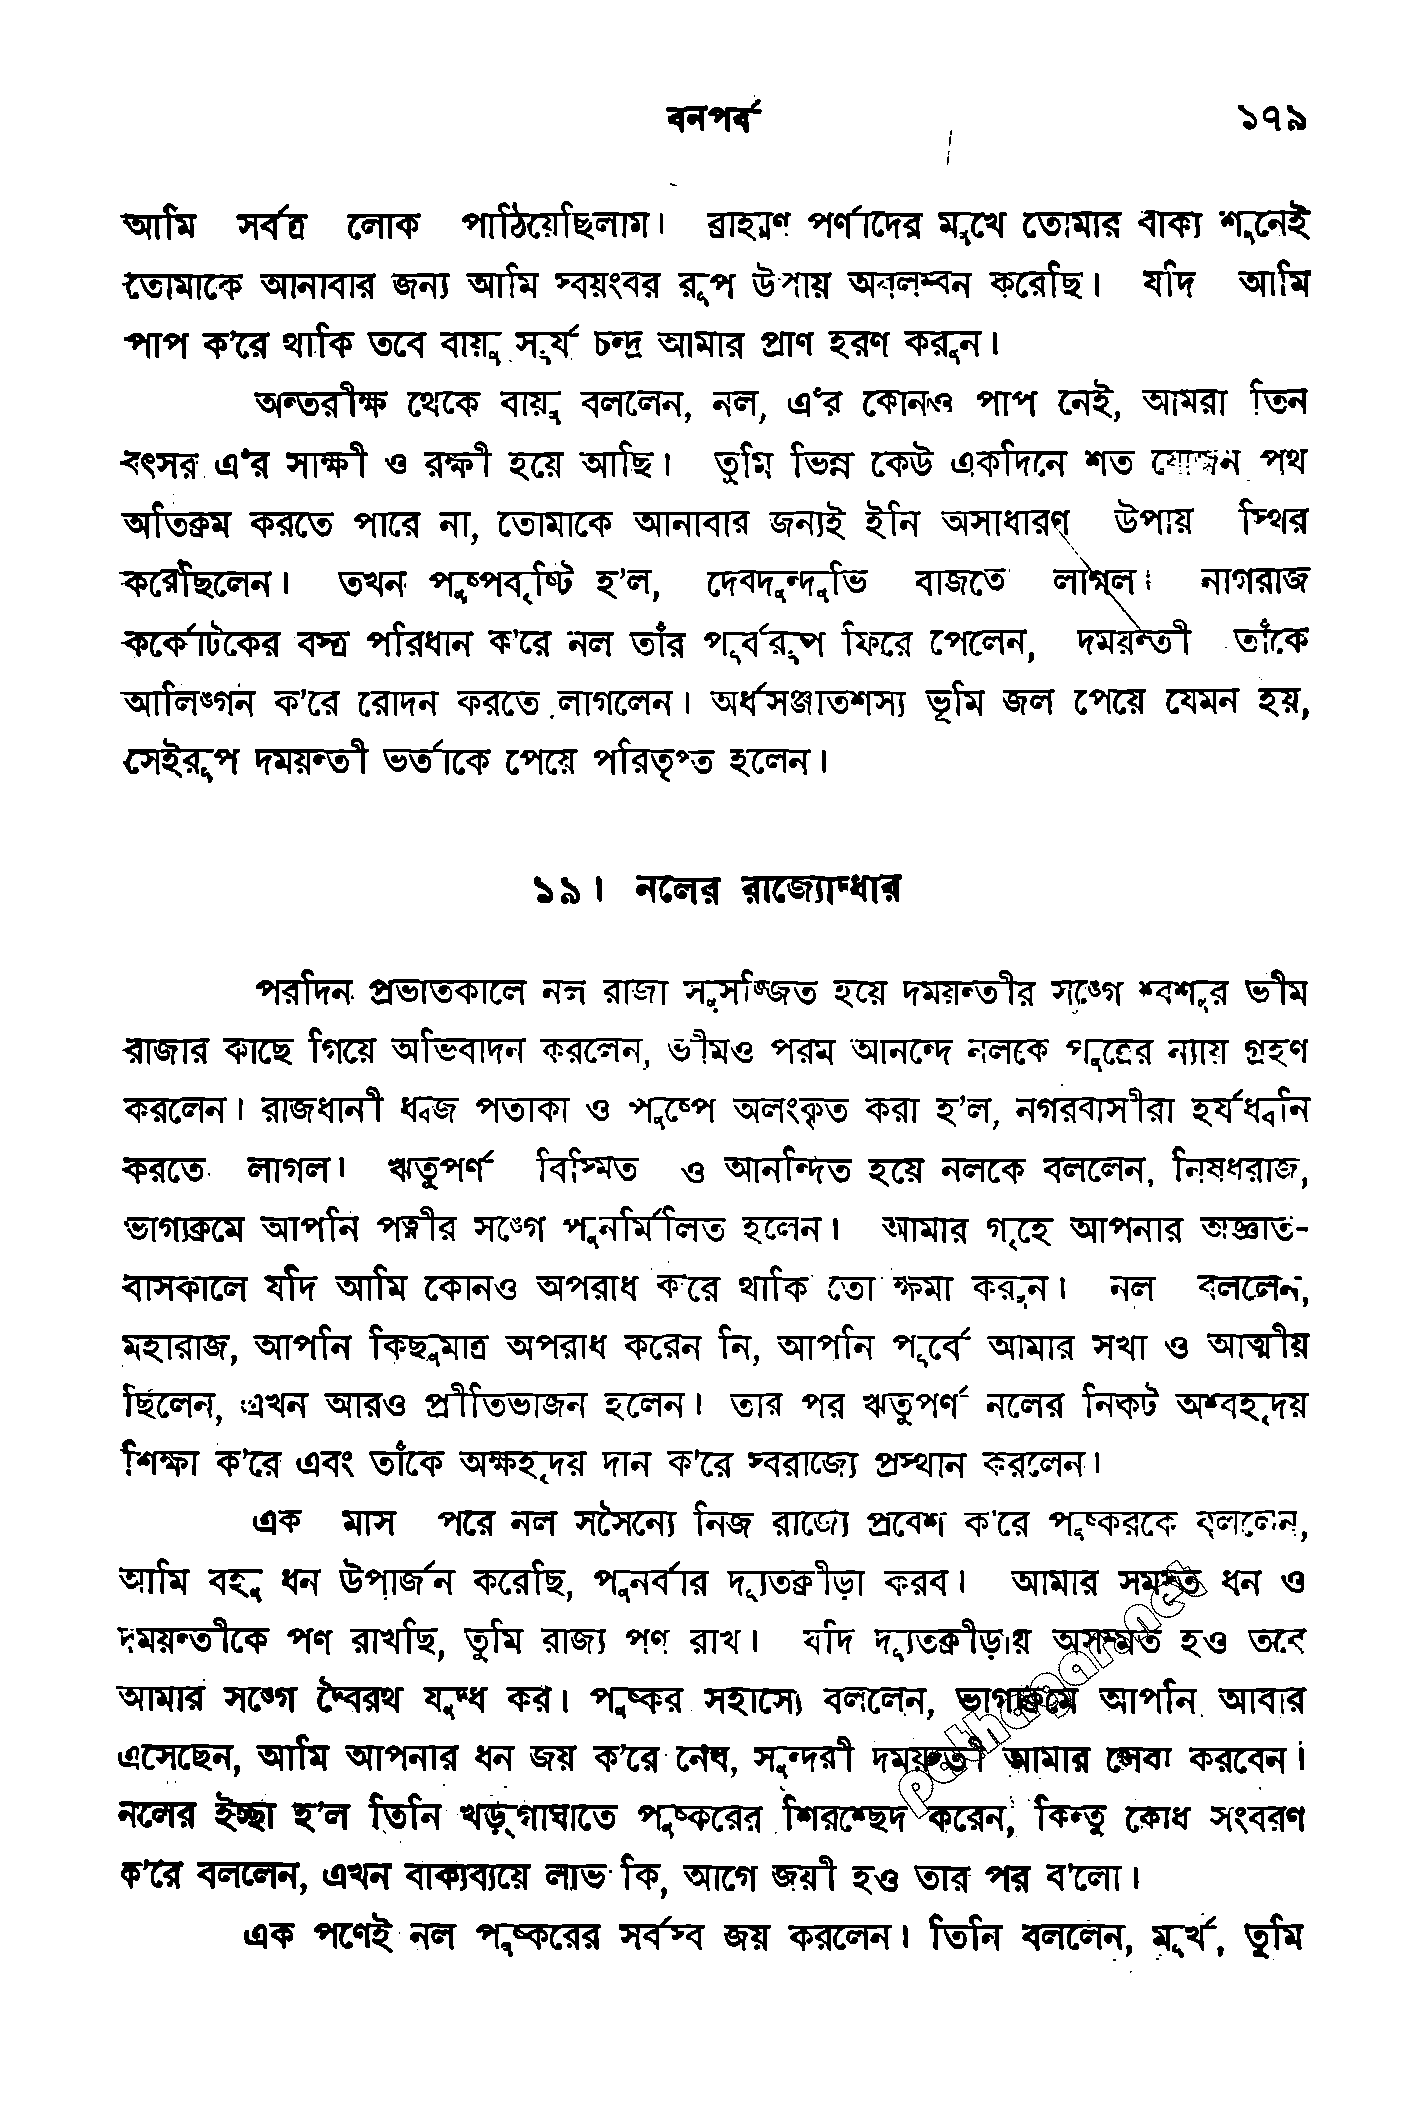 বনপর্ব ১৭৯
আমি সর্বত্র লোক পাঠিয়েছিলাম। ব্রাহ্মণ পর্ণাদের মুখে তোমার বাক্য শুনেই
তোমাকে আনাবার জন্য আমি স্বয়ংবর রূপ উপায় অবলম্বন করেছি। যদি আমি
পাপ ক'রে থাকি তবে বায়ু সূর্য চন্দ্র আমার প্রাণ হরণ করুন।
অন্তরীক্ষ থেকে বায়ু বললেন, নল, এঁর কোনও পাপ নেই, আমরা তিন
বৎসর এঁর সাক্ষী ও রক্ষী হয়ে আছি। তুমি ভিন্ন কেউ একদিনে শত যোজন পথ
অতিক্রম করতে পারে না, তোমাকে আনাবার জন্যই ইনি অসাধারণ উপায় স্থির
করেছিলেন। তখন পুষ্পবৃষ্টি হ'ল, দেবদুন্দুভি বাজতে লাগল। নাগরাজ
কর্কোটকের বস্ত্র পরিধান ক'রে নল তাঁর পূর্বরূপ ফিরে পেলেন, দময়ন্তী তাঁকে
আলিঙ্গন ক'রে রোদন করতে লাগলেন। অর্ধসঞ্জাতশস্য ভূমি জল পেয়ে যেমন হয়,
সেইরূপ দময়ন্তী ভর্তাকে পেয়ে পরিতৃপ্ত হলেন।
১৯। নলের রাজ্যোদ্ধার
পরদিন প্রভাতকালে নল রাজা সুসজ্জিত হয়ে দময়ন্তীর সঙ্গে শ্বশুর ভীম
রাজার কাছে গিয়ে অভিবাদন করলেন, ভীমও পরম আনন্দে নলকে পুত্রের ন্যায় গ্রহণ
করলেন। রাজধানী ধ্বজ পতাকা ও পুষ্পে অলংকৃত করা হ'ল, নগরবাসীরা হর্ষধ্বনি
করতে লাগল। ঋতুপর্ণ বিস্মিত ও আনন্দিত হয়ে নলকে বললেন, নিষধরাজ,
ভাগ্যক্রমে আপনি পত্নীর সঙ্গে পুনর্মিলিত হলেন। আমার গৃহে আপনার অজ্ঞাত-
বাসকালে যদি আমি কোনও অপরাধ ক'রে থাকি তো ক্ষমা করুন। নল বললেন,
মহারাজ, আপনি কিছুমাত্র অপরাধ করেন নি, আপনি পূর্বে আমার সখা ও আত্মীয়
ছিলেন, এখন আরও প্রীতিভাজন হলেন। তার পর ঋতুপর্ণ নলের নিকট অশ্বহৃদয়
শিক্ষা ক'রে এবং তাঁকে অক্ষহৃদয় দান ক'রে স্বরাজ্যে প্রস্থান করলেন।
এক মাস পরে নল সসৈন্যে নিজ রাজ্যে প্রবেশ ক'রে পুষ্করকে বললেন,
আমি বহু ধন উপার্জন করেছি, পুনর্বার দ্যূতক্রীড়া করব। আমার সমস্ত ধন ও
দময়ন্তীকে পণ রাখছি, তুমি রাজ্য পণ রাখ। যদি দ্যূতক্রীড়ায় অসম্মত হও তবে
আমার সঙ্গে দ্বৈরথ যুদ্ধ কর। পুষ্কর সহাস্যে বললেন, ভাগ্যক্রমে আপনি আবার
এসেছেন, আমি আপনার ধন জয় ক'রে নেব, সুন্দরী দময়ন্তী আমার সেবা করবেন।
নলের ইচ্ছা হ'ল তিনি খড়্‌গাঘাতে পুষ্করের শিরশ্ছেদ করেন, কিন্তু ক্রোধ সংবরণ
ক'রে বললেন, এখন বাক্যব্যয়ে লাভ কি, আগে জয়ী হও তার পর ব'লো।
এক পণেই নল পুষ্করের সর্বস্ব জয় করলেন। তিনি বললেন, মূর্খ, তুমি
pathagar.net